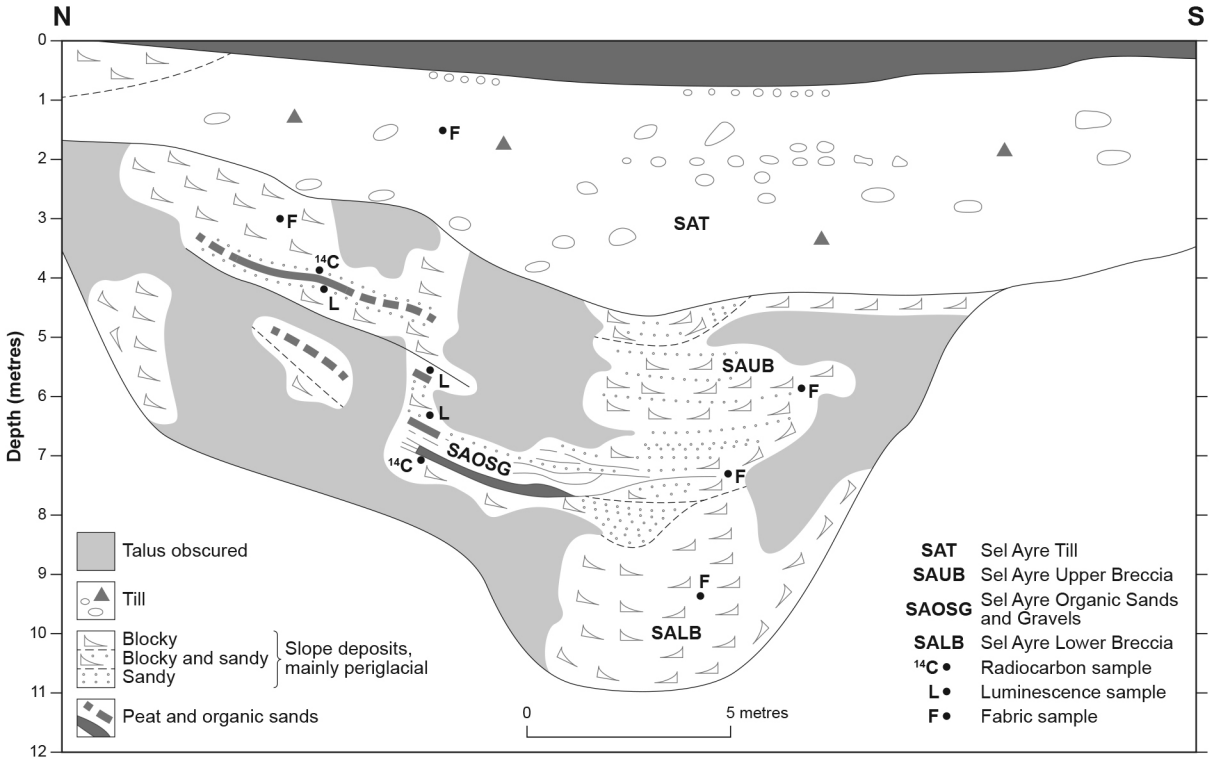 N
S
Depth (metres)
0
1
2
3
4
5
6
7
8
9
10
11
12
F
F
SAT
¹⁴C
L
L
L
SAUB
F
SAOSG
¹⁴C
F
F
SALB
Talus obscured
Till
Blocky
Blocky and sandy
Sandy
Slope deposits,
mainly periglacial
Peat and organic sands
0 5 metres
SAT Sel Ayre Till
SAUB Sel Ayre Upper Breccia
SAOSG Sel Ayre Organic Sands
and Gravels
SALB Sel Ayre Lower Breccia
¹⁴C • Radiocarbon sample
L • Luminescence sample
F • Fabric sample